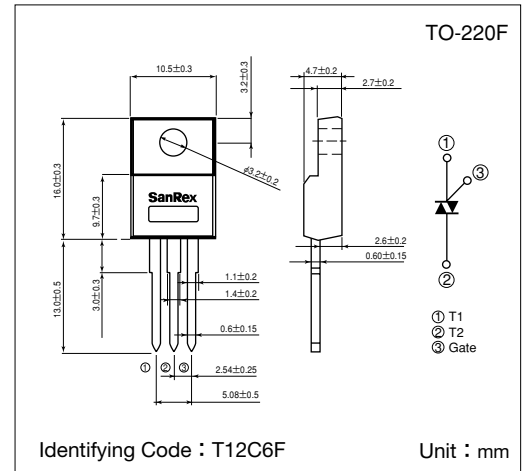 TO-220F
10.5±0.3
3.2±0.2
4.7±0.2
2.7±0.2
16.0±0.3
9.7±0.3
φ3.2±0.2
SanRex
13.0±0.5
3.0±0.3
1.1±0.2
1.4±0.2
0.6±0.15
2.54±0.25
5.08±0.5
① ② ③
2.6±0.2
0.60±0.15
①
③
②
① T1
② T2
③ Gate
Identifying Code：T12C6F
Unit：mm